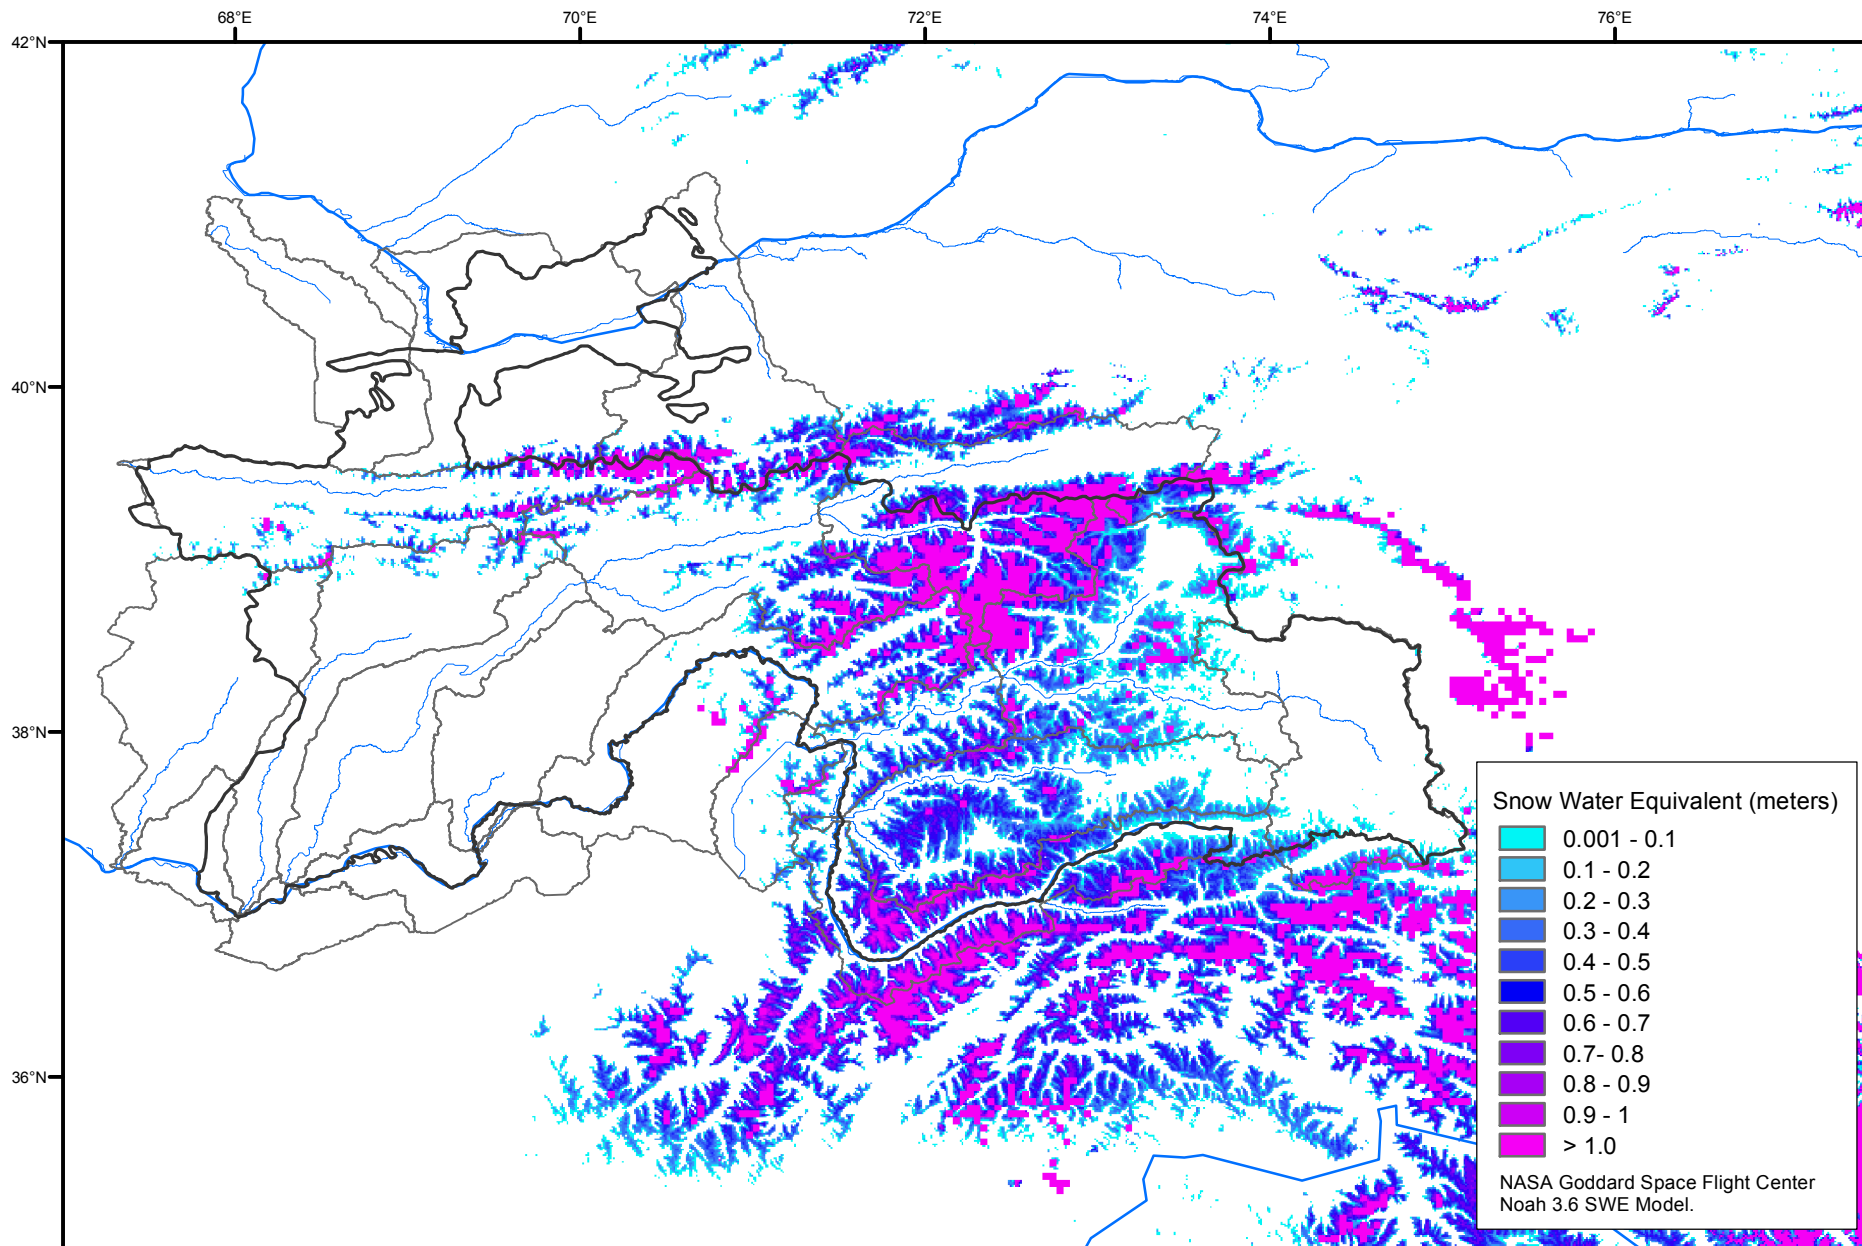 68°E
70°E
72°E
74°E
76°E
42°N
40°N
38°N
36°N
Snow Water Equivalent (meters)
0.001 - 0.1
0.1 - 0.2
0.2 - 0.3
0.3 - 0.4
0.4 - 0.5
0.5 - 0.6
0.6 - 0.7
0.7- 0.8
0.8 - 0.9
0.9 - 1
> 1.0
NASA Goddard Space Flight Center
Noah 3.6 SWE Model.